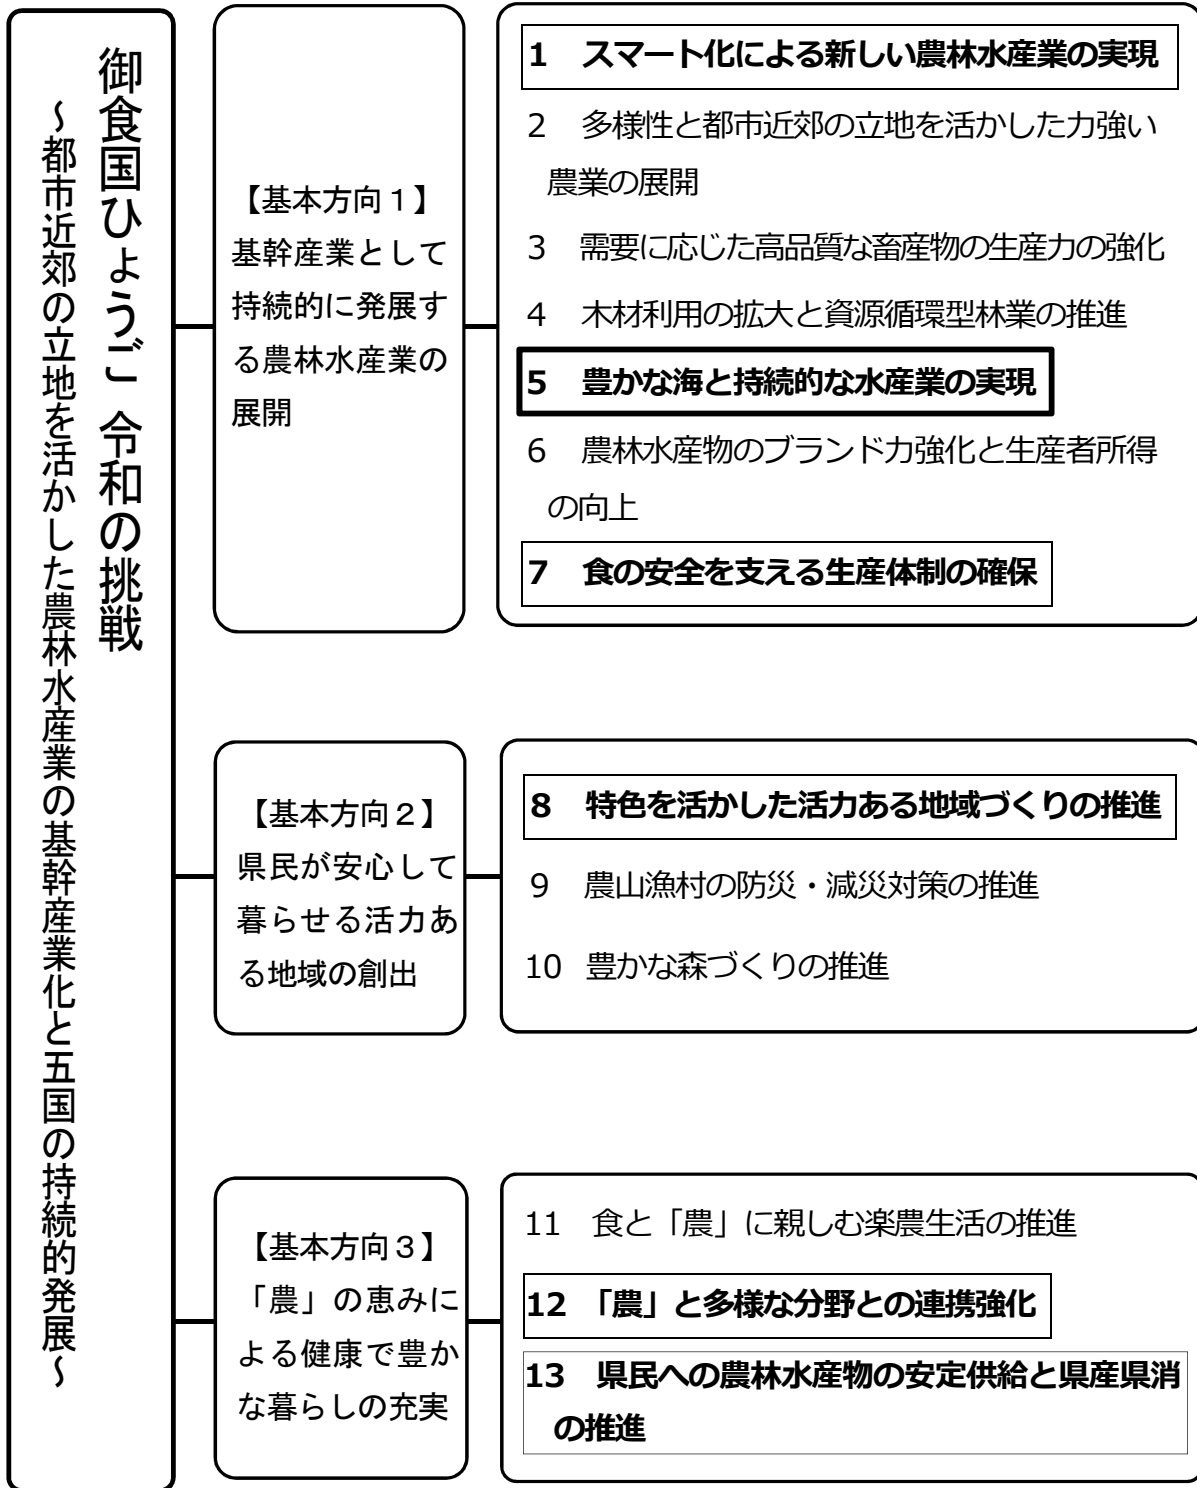 御食国ひょうご 令和の挑戦
～都市近郊の立地を活かした農林水産業の基幹産業化と五国の持続的発展～
【基本方向１】
基幹産業として
持続的に発展す
る農林水産業の
展開
1 スマート化による新しい農林水産業の実現
2 多様性と都市近郊の立地を活かした力強い
農業の展開
3 需要に応じた高品質な畜産物の生産力の強化
4 木材利用の拡大と資源循環型林業の推進
5 豊かな海と持続的な水産業の実現
6 農林水産物のブランド力強化と生産者所得
の向上
7 食の安全を支える生産体制の確保
【基本方向２】
県民が安心して
暮らせる活力あ
る地域の創出
8 特色を活かした活力ある地域づくりの推進
9 農山漁村の防災・減災対策の推進
10 豊かな森づくりの推進
【基本方向３】
「農」の恵みに
よる健康で豊か
な暮らしの充実
11 食と「農」に親しむ楽農生活の推進
12 「農」と多様な分野との連携強化
13 県民への農林水産物の安定供給と県産県消
の推進